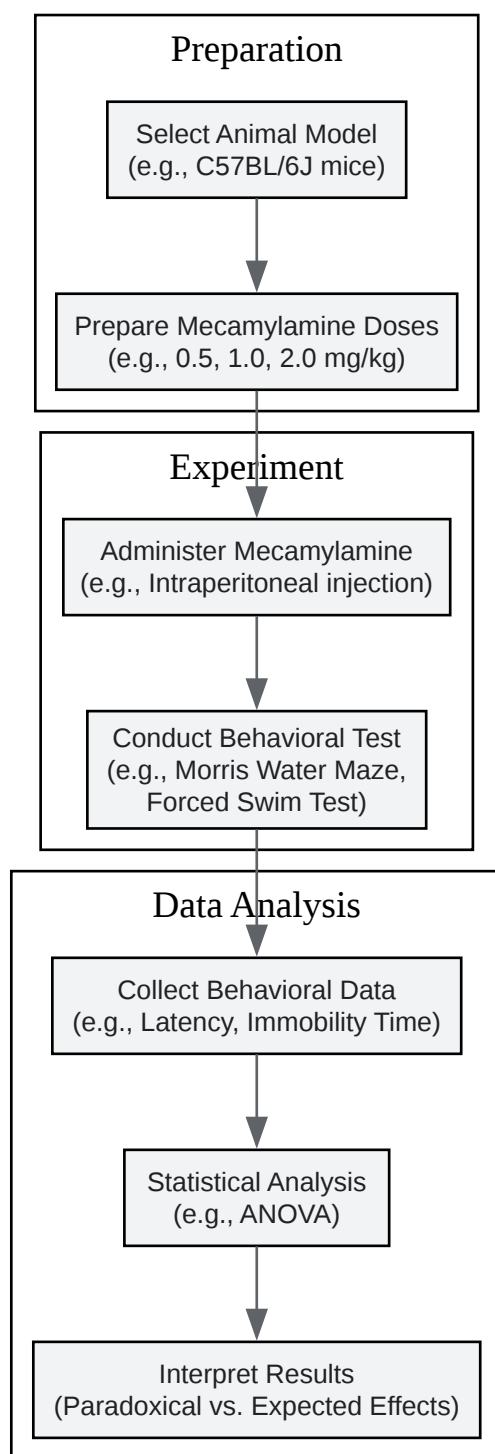 Preparation
Select Animal Model
(e.g., C57BL/6J mice)
Prepare Mecamylamine Doses
(e.g., 0.5, 1.0, 2.0 mg/kg)
Experiment
Administer Mecamylamine
(e.g., Intraperitoneal injection)
Conduct Behavioral Test
(e.g., Morris Water Maze,
Forced Swim Test)
Data Analysis
Collect Behavioral Data
(e.g., Latency, Immobility Time)
Statistical Analysis
(e.g., ANOVA)
Interpret Results
(Paradoxical vs. Expected Effects)